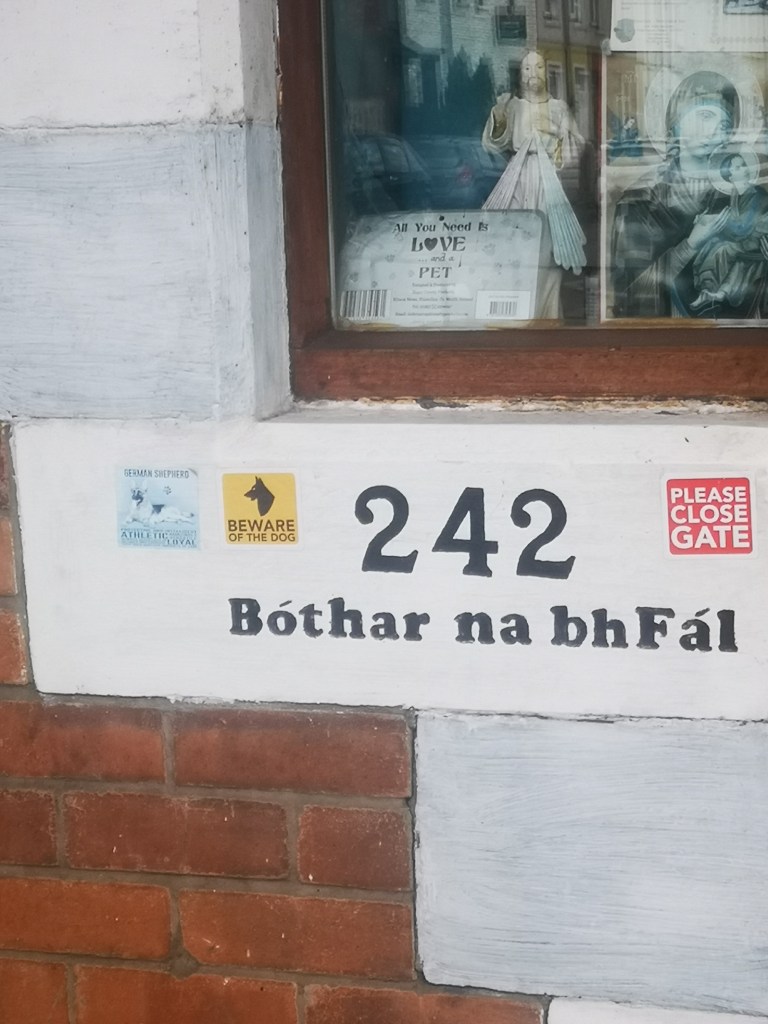 All You Need Is
LOVE
... and a
PET
GERMAN SHEPHERD
ATHLETIC
LOYAL
BEWARE
OF THE DOG
242
PLEASE
CLOSE
GATE
Bóthar na bhFál